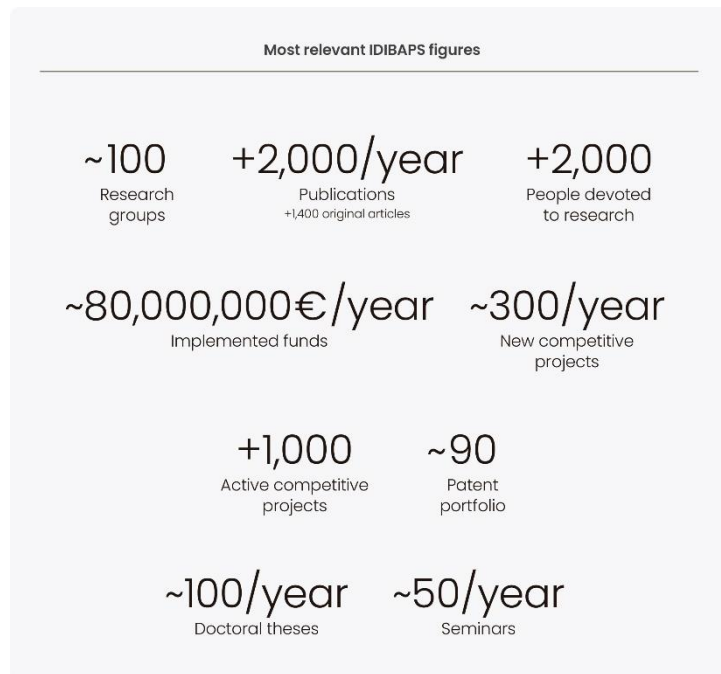 Most relevant IDIBAPS figures
~100
Research
groups
+2,000/year
Publications
+1,400 original articles
+2,000
People devoted
to research
~80,000,000€/year
Implemented funds
~300/year
New competitive
projects
+1,000
Active competitive
projects
~90
Patent
portfolio
~100/year
Doctoral theses
~50/year
Seminars